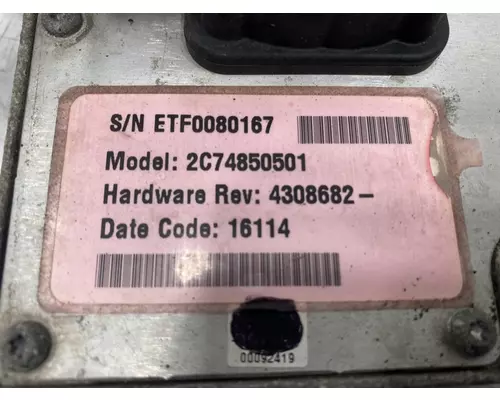 S/N ETF0080167
Model: 2C74850501
Hardware Rev: 4308682-
Date Code: 16114
00092419